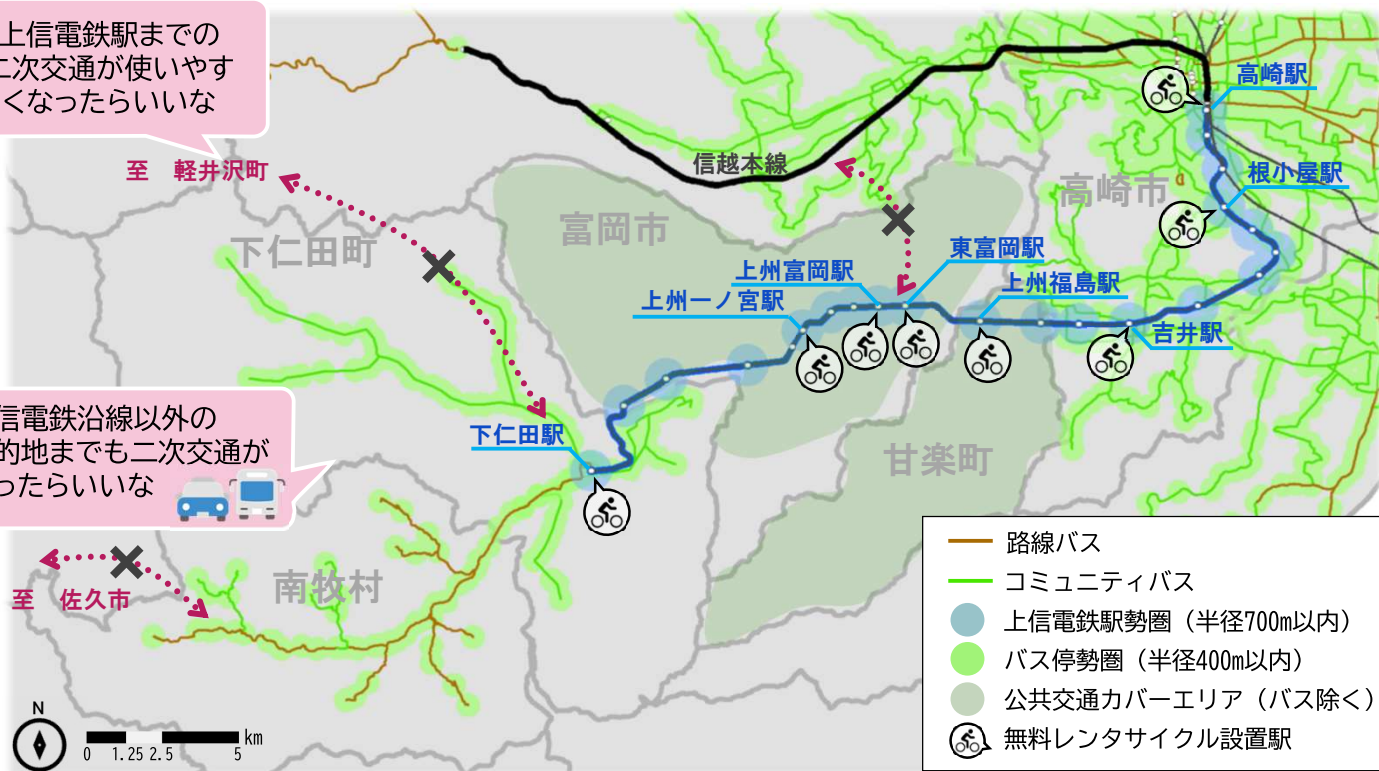 上信電鉄駅までの
二次交通が使いやす
くなったらいいな
至 軽井沢町
下仁田町
富岡市
信越本線
高崎市
高崎駅
根小屋駅
東富岡駅
上州富岡駅
上州福島駅
上州一ノ宮駅
吉井駅
下仁田駅
甘楽町
信電鉄沿線以外の
的地までも二次交通が
ったらいいな
至 佐久市
南牧村
路線バス
コミュニティバス
上信電鉄駅勢圏（半径700m以内）
バス停勢圏（半径400m以内）
公共交通カバーエリア（バス除く）
無料レンタサイクル設置駅
N
km
0 1.25 2.5 5